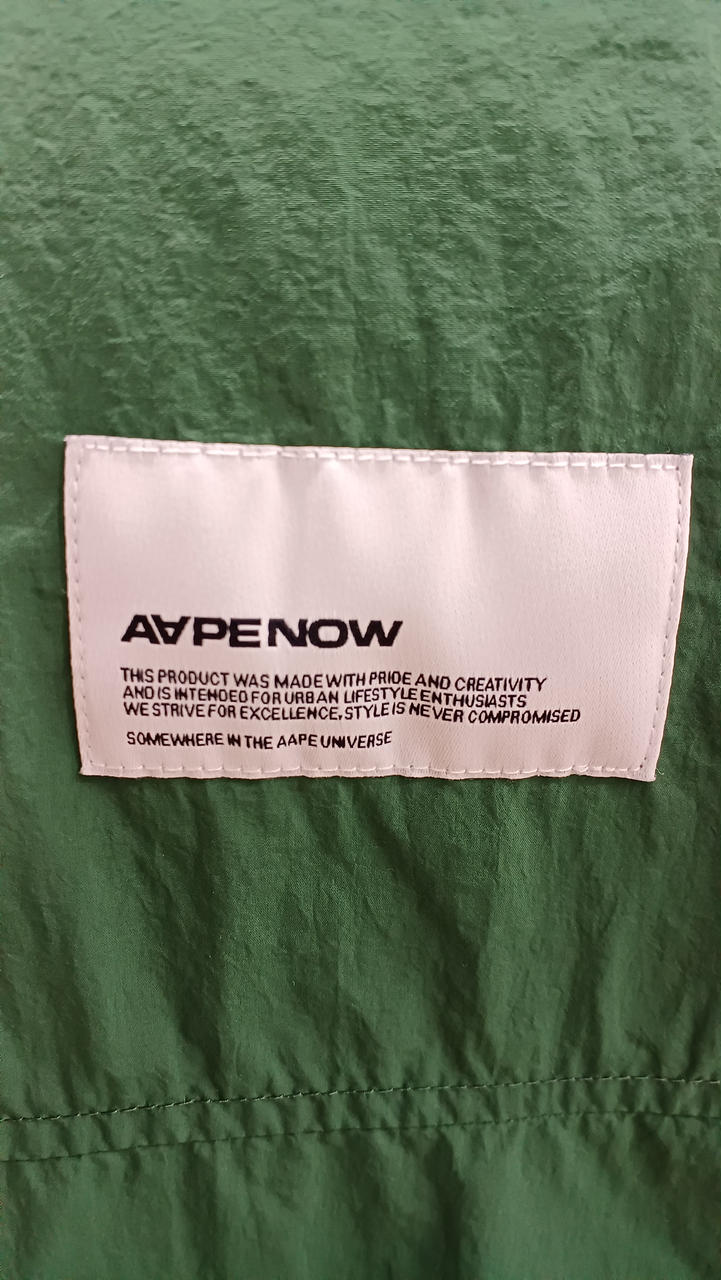 AAPE NOW
THIS PRODUCT WAS MADE WITH PRIDE AND CREATIVITY
AND IS INTENDED FOR URBAN LIFESTYLE ENTHUSIASTS
WE STRIVE FOR EXCELLENCE, STYLE IS NEVER COMPROMISED
SOMEWHERE IN THE AAPE UNIVERSE